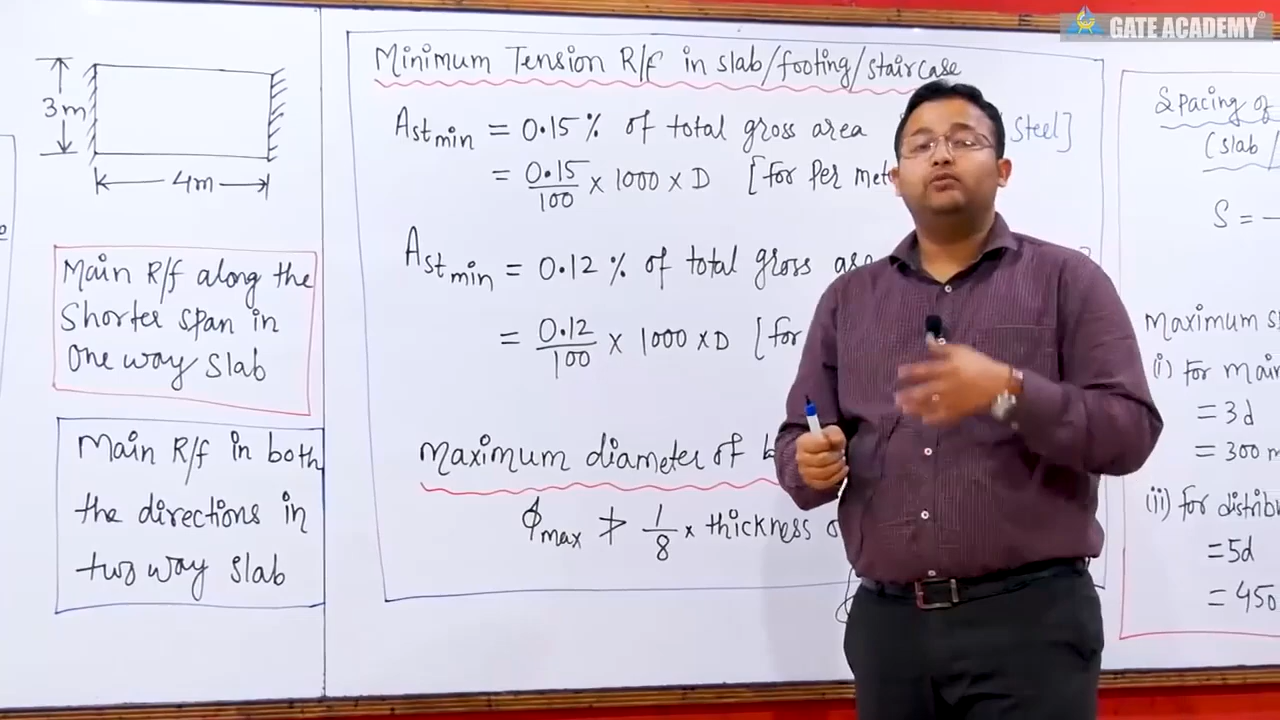 GATE ACADEMY
3m
4m
Main R/f along the
Shorter span in
one way slab
Main R/f in both
the directions in
two way slab
Minimum Tension R/f in slab/footing/staircase
Ast min = 0.15% of total gross area
Steel]
= 0.15/100 × 1000 × D [for Per
Ast min = 0.12% of total gross
= 0.12/100 × 1000 × D [for
Maximum diameter of
ϕmax ≯ 1/8 × thickness
Spacing of
(slab /
S =
Maximum
(i) for main
= 3d
= 300
(ii) for
= 5d
= 450